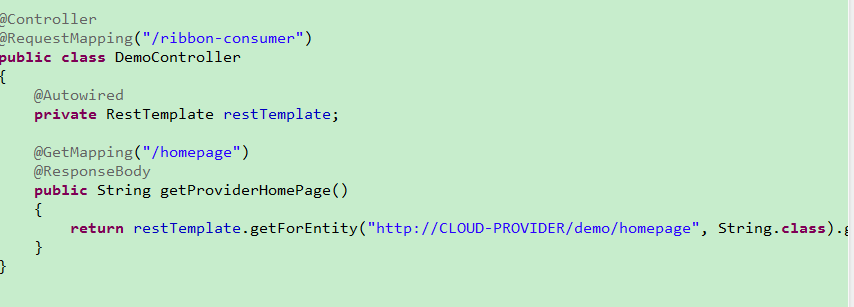 @Controller
@RequestMapping("/ribbon-consumer")
public class DemoController
{
    @Autowired
    private RestTemplate restTemplate;

    @GetMapping("/homepage")
    @ResponseBody
    public String getProviderHomePage()
    {
        return restTemplate.getForEntity("http://CLOUD-PROVIDER/demo/homepage", String.class).g
    }
}